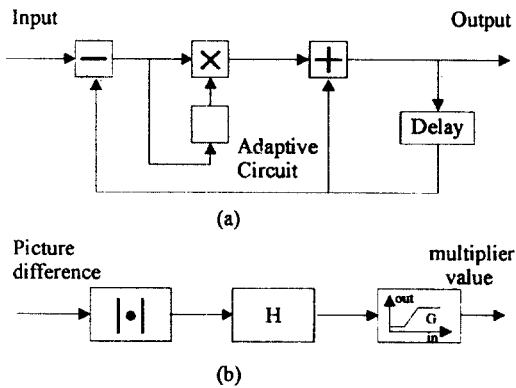 Input
Output
−
×
+
Delay
Adaptive
Circuit
(a)
Picture
difference
multiplier
value
|•|
H
out
G
in
(b)